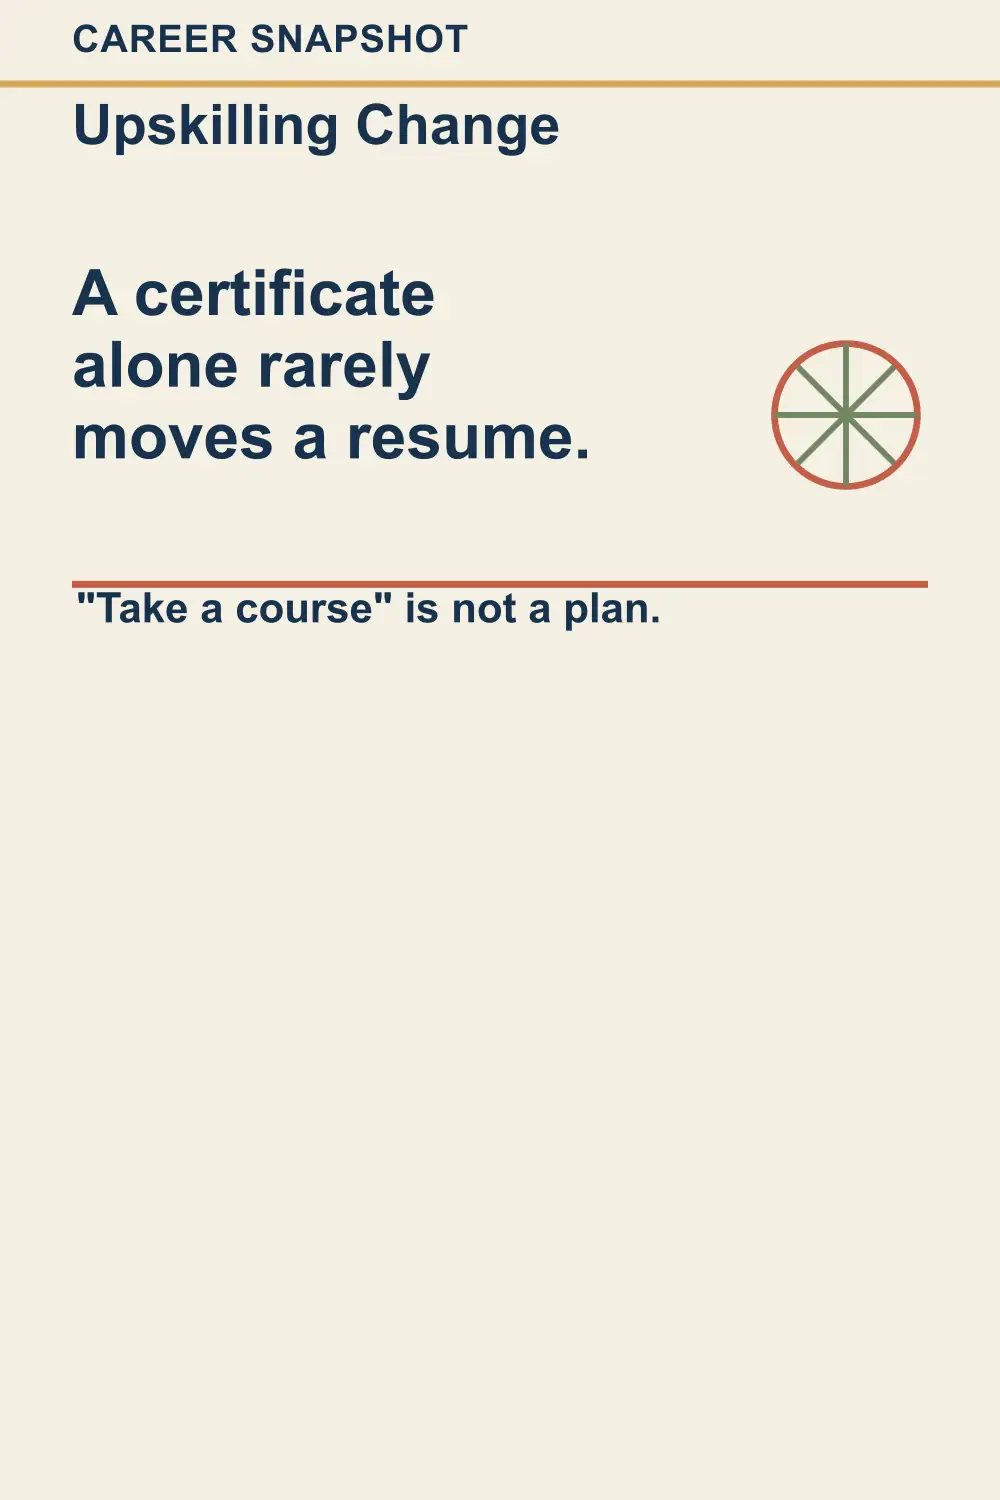 CAREER SNAPSHOT
Upskilling Change
A certificate
alone rarely
moves a resume.
"Take a course" is not a plan.